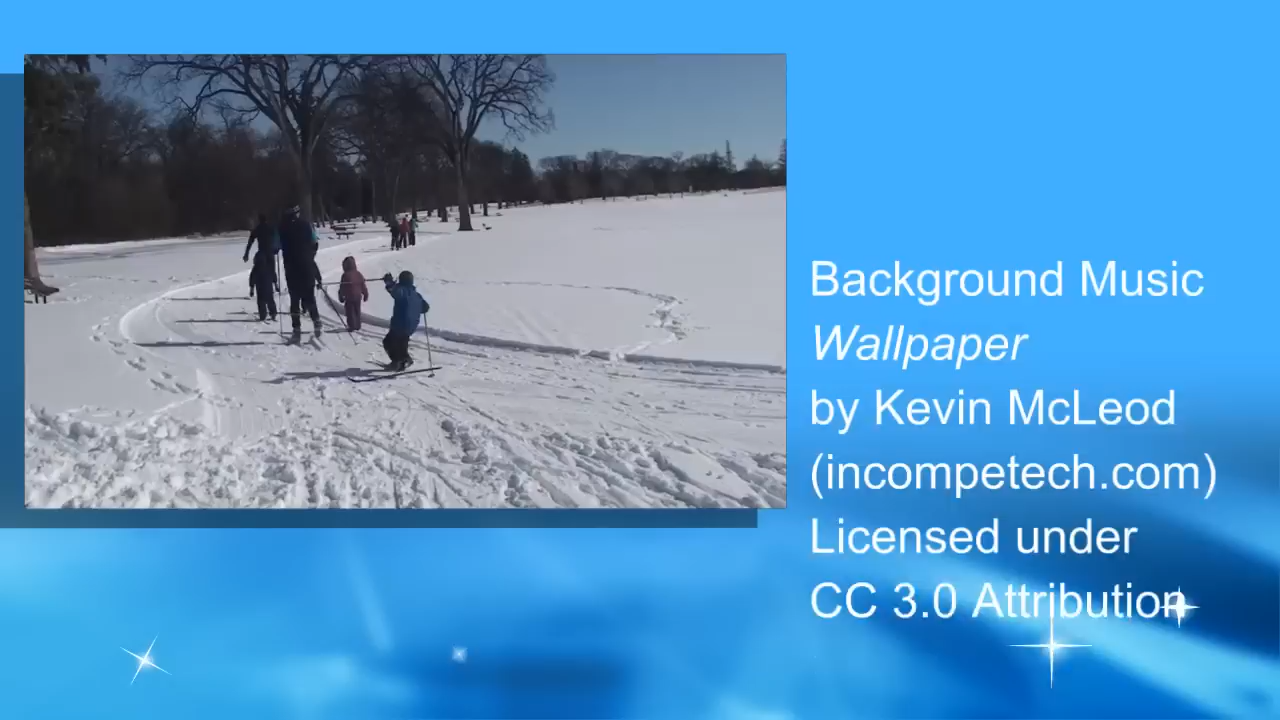 Background Music
Wallpaper
by Kevin McLeod
(incompetech.com)
Licensed under
CC 3.0 Attribution